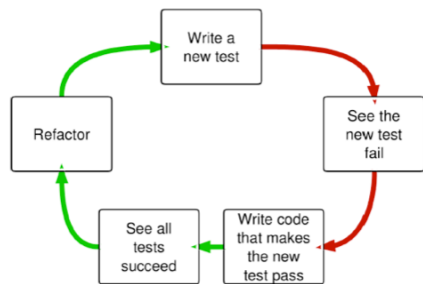 Write a
new test
See the
new test
fail
Write code
that makes
the new
test pass
See all
tests
succeed
Refactor